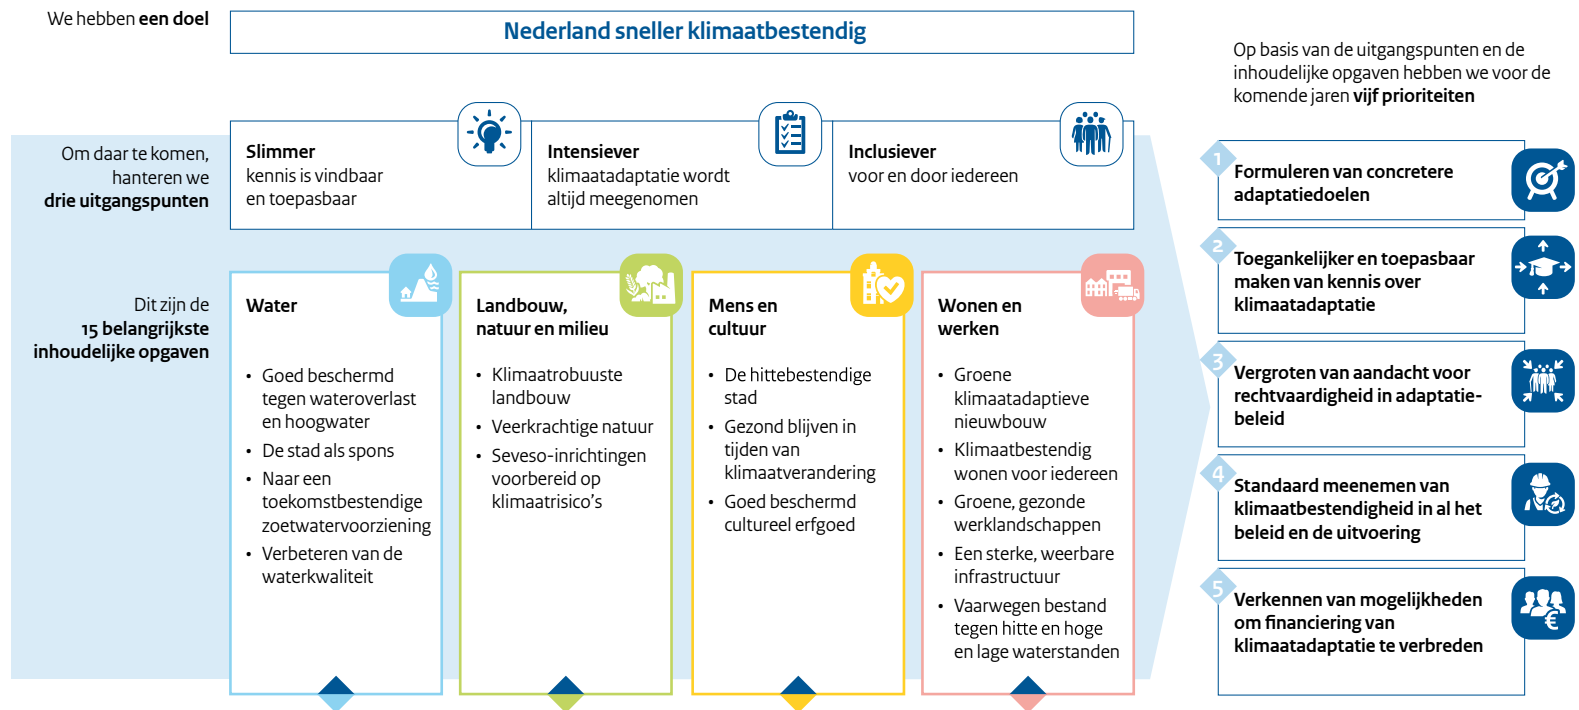 We hebben een doel
Nederland sneller klimaatbestendig
Om daar te komen,
hanteren we
drie uitgangspunten
Slimmer
kennis is vindbaar
en toepasbaar
Intensiever
klimaatadaptatie wordt
altijd meegenomen
Inclusiever
voor en door iedereen
Dit zijn de
15 belangrijkste
inhoudelijke opgaven
Water
• Goed beschermd
tegen wateroverlast
en hoogwater
• De stad als spons
• Naar een
toekomstbestendige
zoetwatervoorziening
• Verbeteren van de
waterkwaliteit
Landbouw,
natuur en milieu
• Klimaatrobuuste
landbouw
• Veerkrachtige natuur
• Seveso-inrichtingen
voorbereid op
klimaatrisico's
Mens en
cultuur
• De hittebestendige
stad
• Gezond blijven in
tijden van
klimaatverandering
• Goed beschermd
cultureel erfgoed
Wonen en
werken
• Groene
klimaatadaptieve
nieuwbouw
• Klimaatbestendig
wonen voor iedereen
• Groene, gezonde
werklandschappen
• Een sterke, weerbare
infrastructuur
• Vaarwegen bestand
tegen hitte en hoge
en lage waterstanden
Op basis van de uitgangspunten en de
inhoudelijke opgaven hebben we voor de
komende jaren vijf prioriteiten
1
Formuleren van concretere
adaptatiedoelen
2
Toegankelijker en toepasbaar
maken van kennis over
klimaatadaptatie
3
Vergroten van aandacht voor
rechtvaardigheid in adaptatie-
beleid
4
Standaard meenemen van
klimaatbestendigheid in al het
beleid en de uitvoering
5
Verkennen van mogelijkheden
om financiering van
klimaatadaptatie te verbreden
€